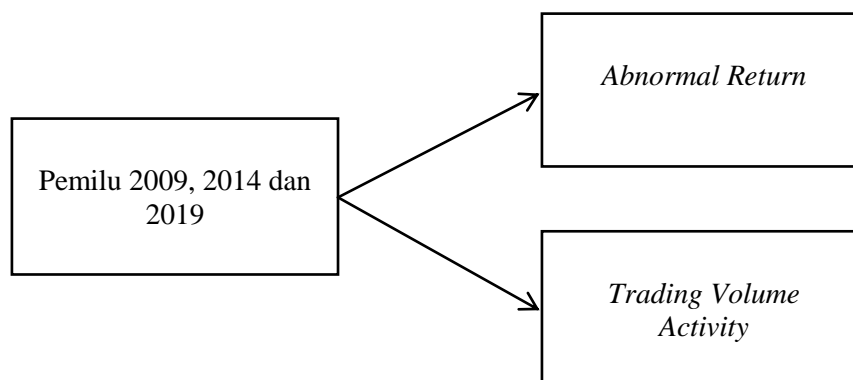 Abnormal Return
Pemilu 2009, 2014 dan
2019
Trading Volume
Activity